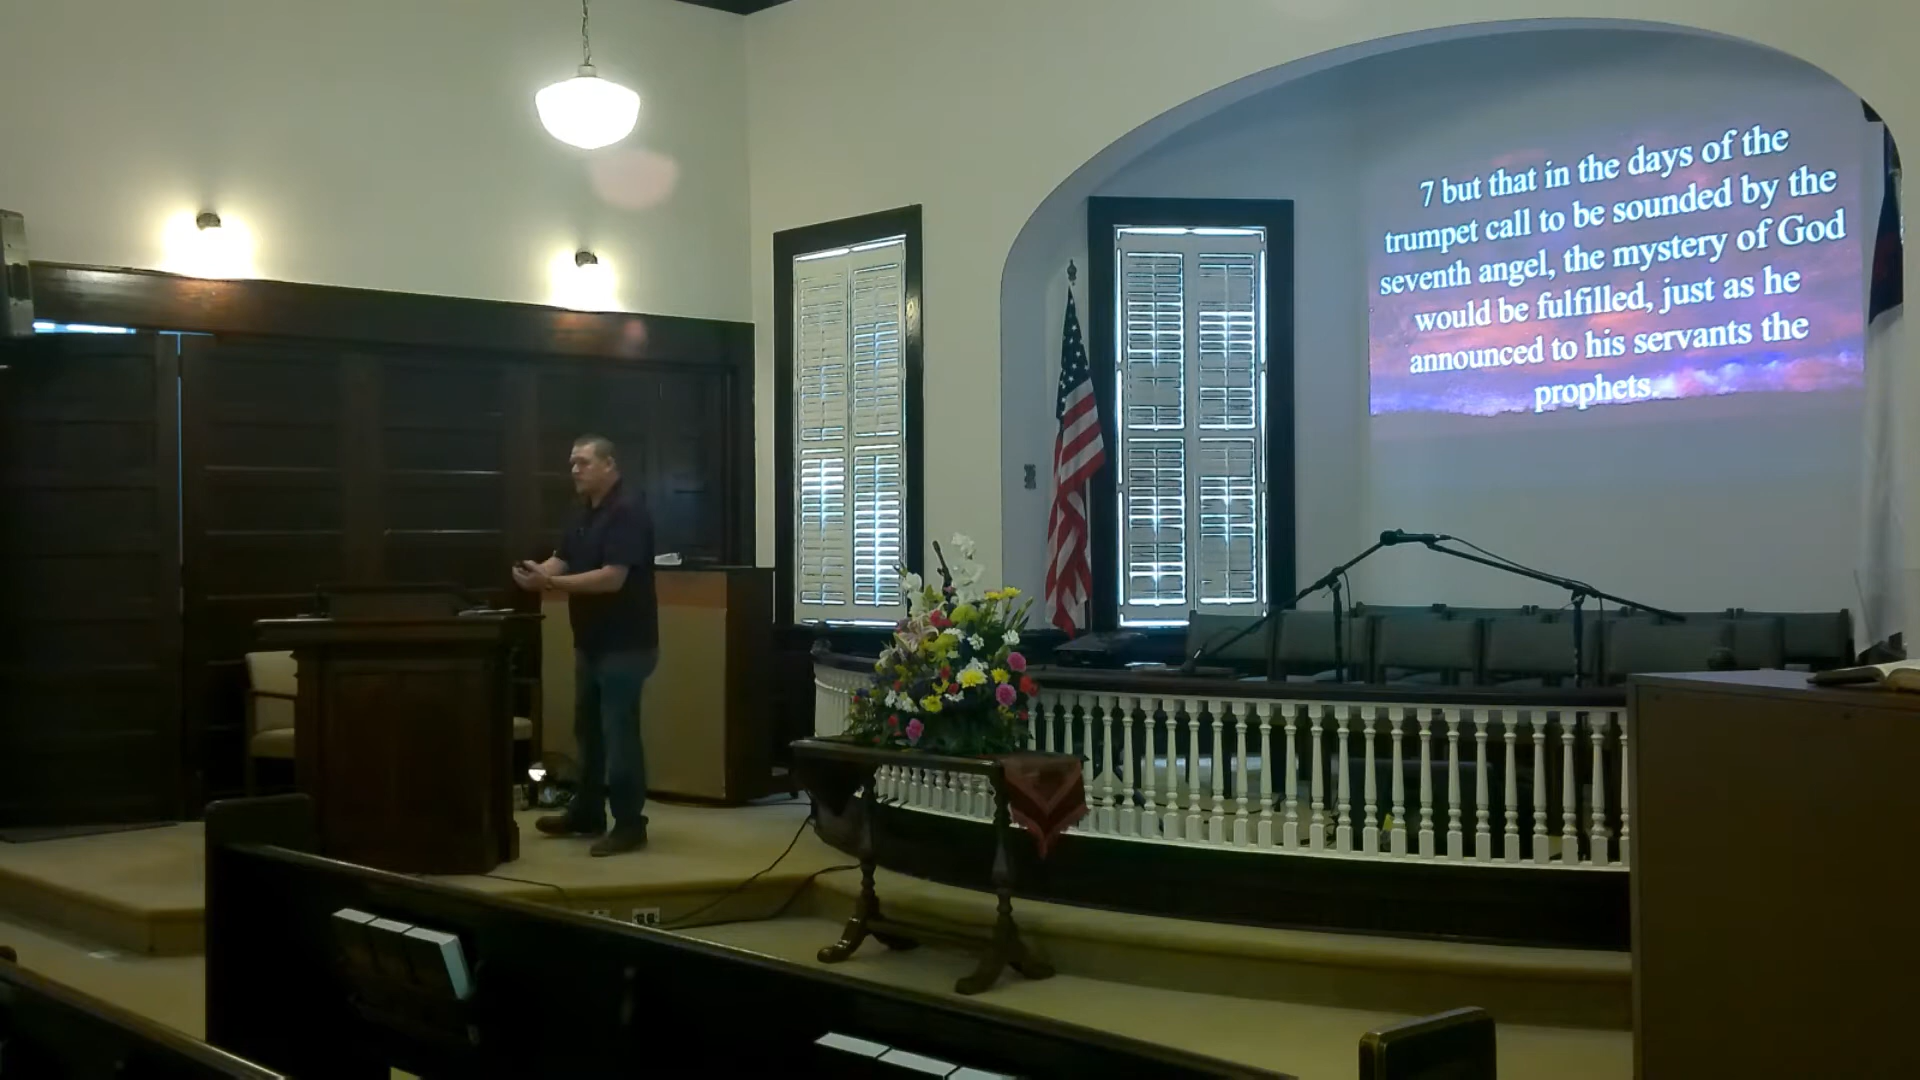 7 but that in the days of the
trumpet call to be sounded by the
seventh angel, the mystery of God
would be fulfilled, just as he
announced to his servants the
prophets.